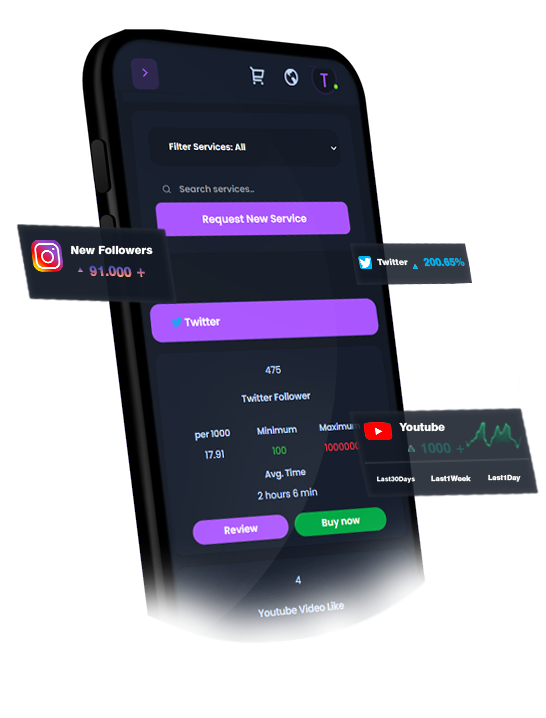 T
Filter Services: All
Search services..
Request New Service
New Followers
91.000 +
Twitter 200.65%
Twitter
475
Twitter Follower
per 1000 Minimum Maximum
17.91 100 1000000
Youtube
1000 +
Last30Days Last1Week Last1Day
Avg. Time
2 hours 6 min
Review Buy now
4
Youtube Video Like